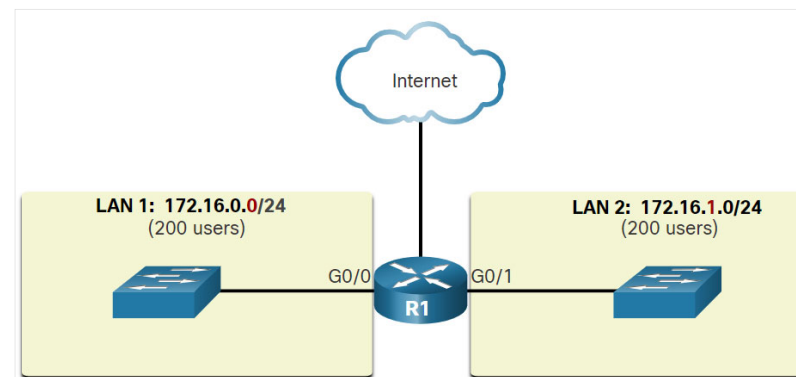 Internet
LAN 1: 172.16.0.0/24
(200 users)
LAN 2: 172.16.1.0/24
(200 users)
G0/0
G0/1
R1